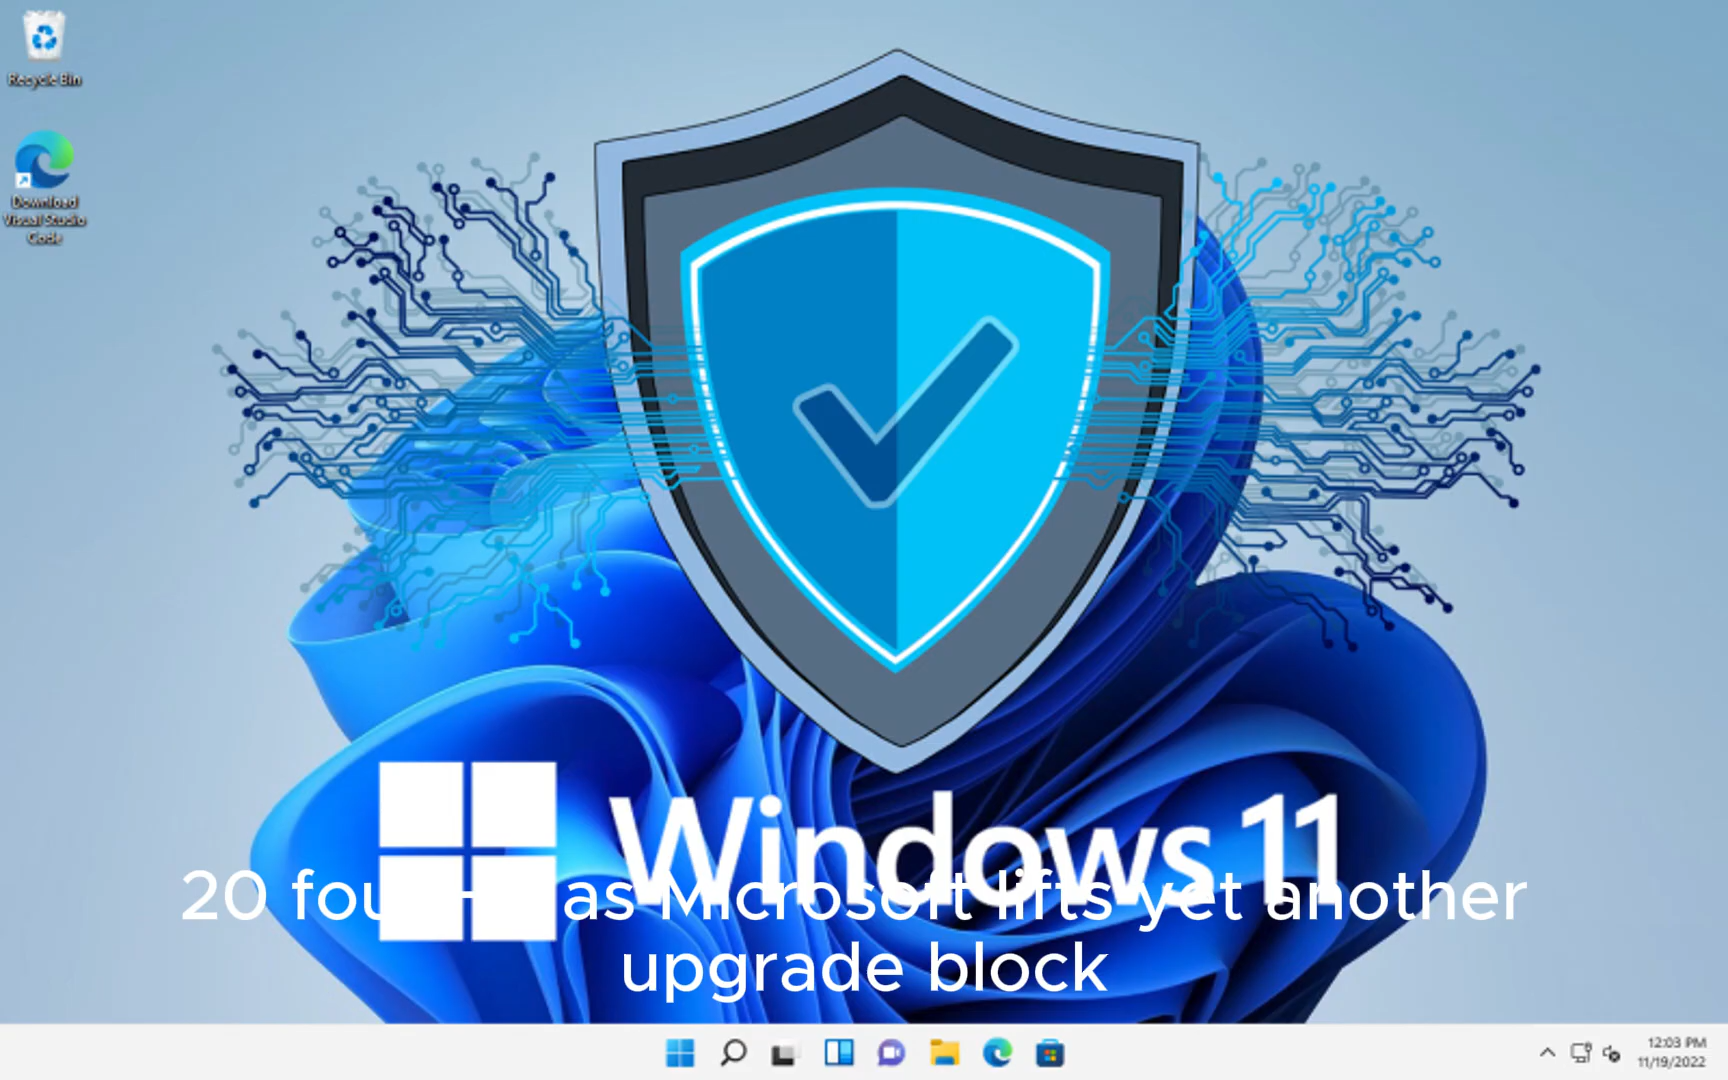 Recycle Bin
Download
Visual Studio
Code
Windows 11
20 fou as Microsoft lifts yet another
upgrade block
12:03 PM
11/19/2022